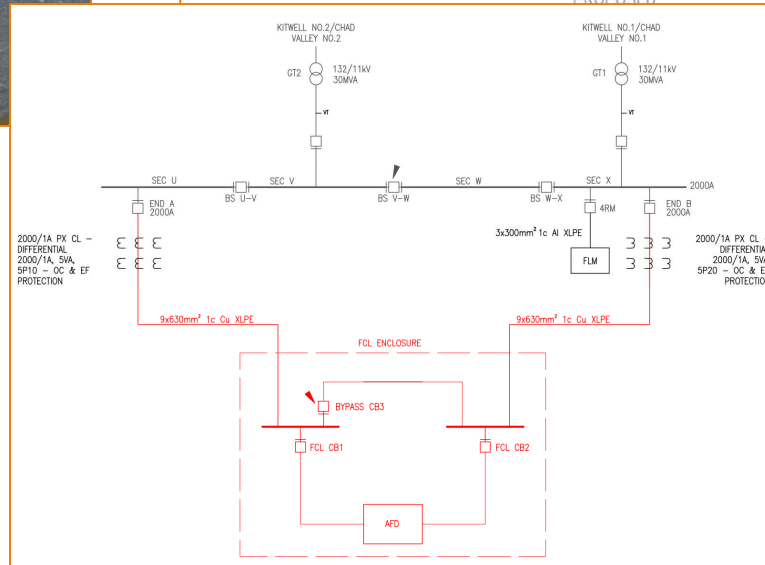 PROPOSED
KITWELL NO.2/CHAD
VALLEY NO.2
KITWELL NO.1/CHAD
VALLEY NO.1
GT2
132/11kV
30MVA
GT1
132/11kV
30MVA
VT
VT
SEC U
SEC V
SEC W
SEC X
2000A
BS U-V
BS V-W
BS W-X
END A
2000A
4RM
END B
2000A
2000/1A PX CL –
DIFFERENTIAL
2000/1A, 5VA,
5P10 – OC & EF
PROTECTION
3x300mm² 1c Al XLPE
FLM
2000/1A PX CL
DIFFERENTIA
2000/1A, 5V
5P20 – OC & E
PROTECTIO
9x630mm² 1c Cu XLPE
9x630mm² 1c Cu XLPE
FCL ENCLOSURE
BYPASS CB3
FCL CB1
FCL CB2
AFD